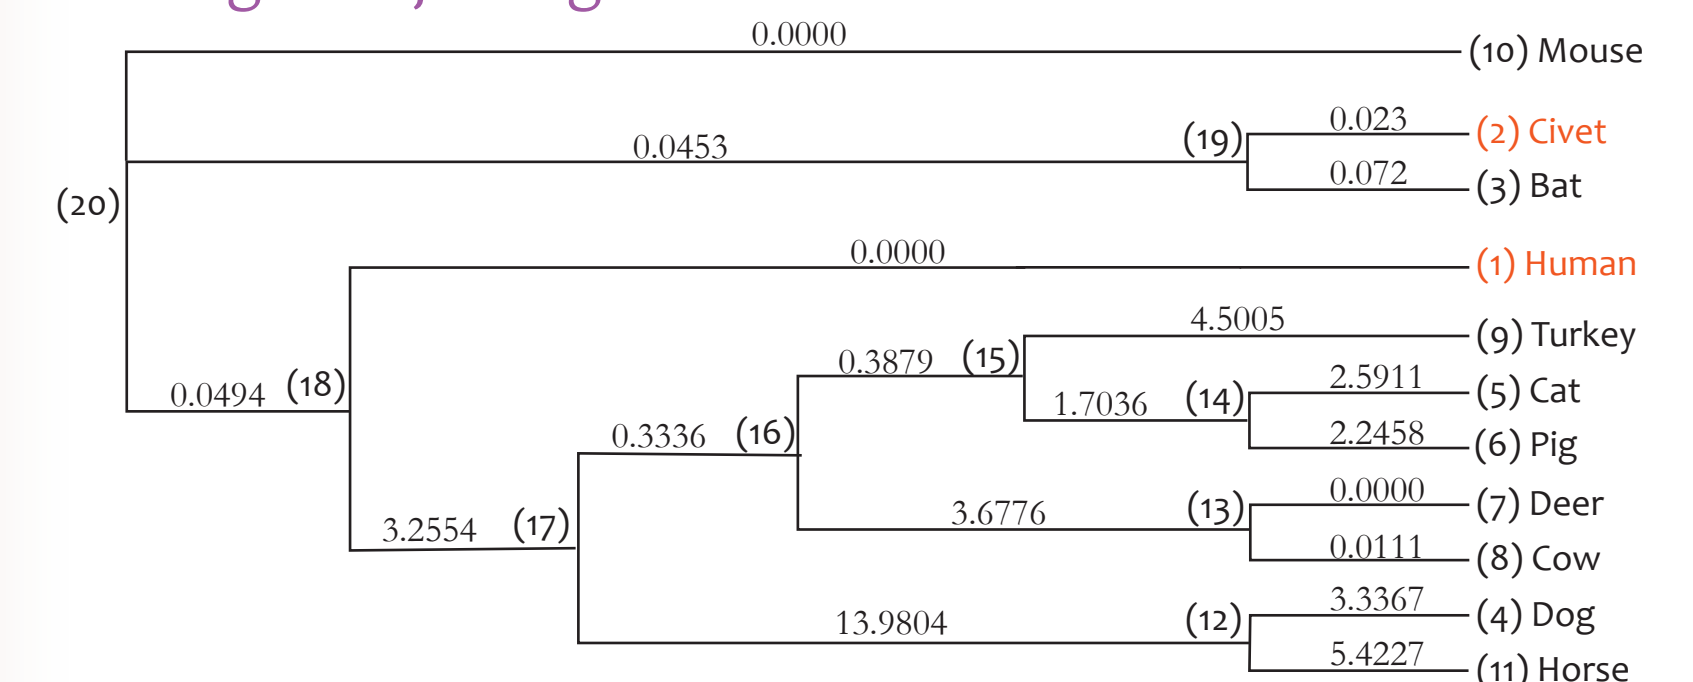 0.0000
(10) Mouse
0.023
(2) Civet
(19)
0.0453
0.072
(3) Bat
(20)
0.0000
(1) Human
4.5005
(9) Turkey
0.3879 (15)
2.5911
(5) Cat
0.0494 (18)
1.7036 (14)
0.3336 (16)
2.2458
(6) Pig
0.0000
(7) Deer
3.6776 (13)
3.2554 (17)
0.0111
(8) Cow
3.3367
(4) Dog
13.9804 (12)
5.4227
(11) Horse